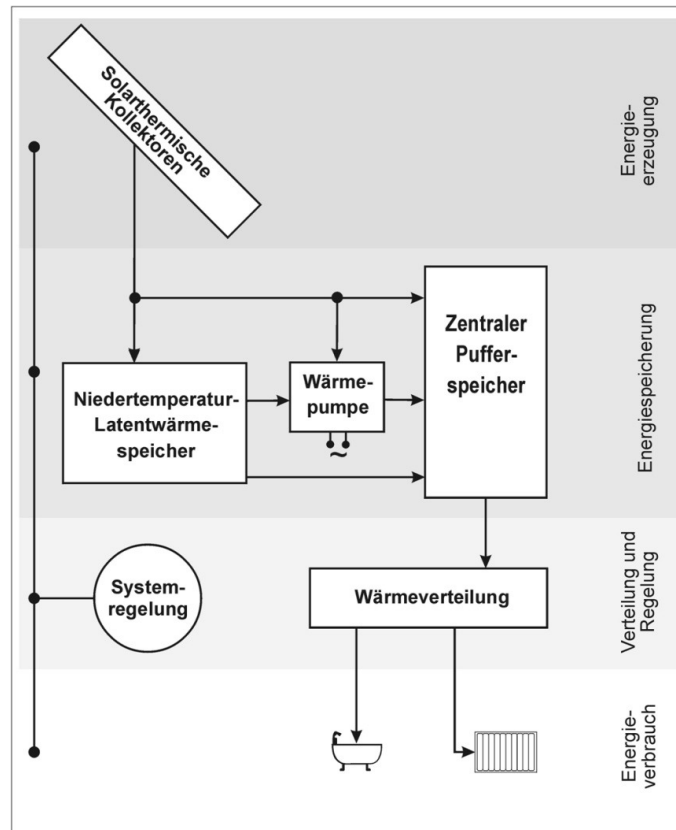 Solarthermische
Kollektoren
Energie-
erzeugung
Niedertemperatur-
Latentwärme-
speicher
Wärme-
pumpe
~
Zentraler
Puffer-
speicher
Energiespeicherung
System-
regelung
Wärmeverteilung
Verteilung und
Regelung
Energie-
verbrauch